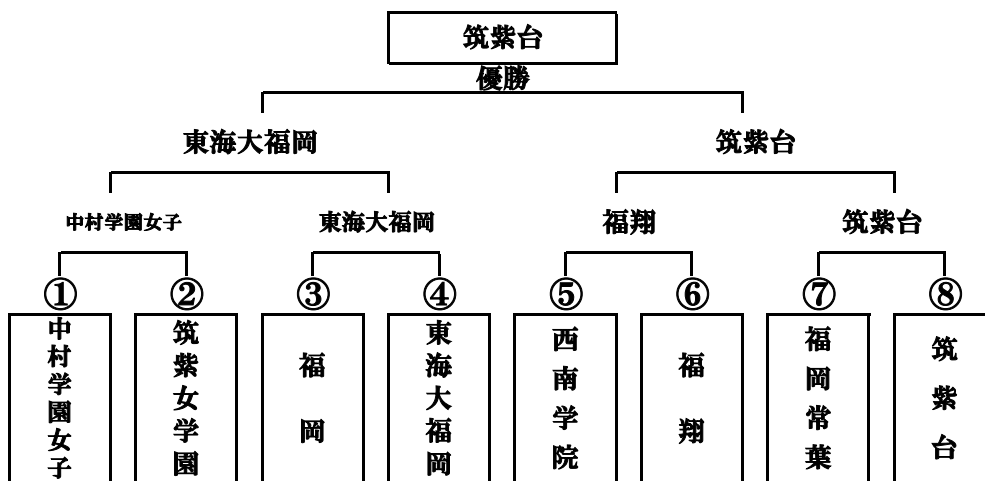 筑紫台
優勝
東海大福岡
筑紫台
中村学園女子
東海大福岡
福翔
筑紫台
①
②
③
④
⑤
⑥
⑦
⑧
中村学園女子
筑紫女学園
福岡
東海大福岡
西南学院
福翔
福岡常葉
筑紫台